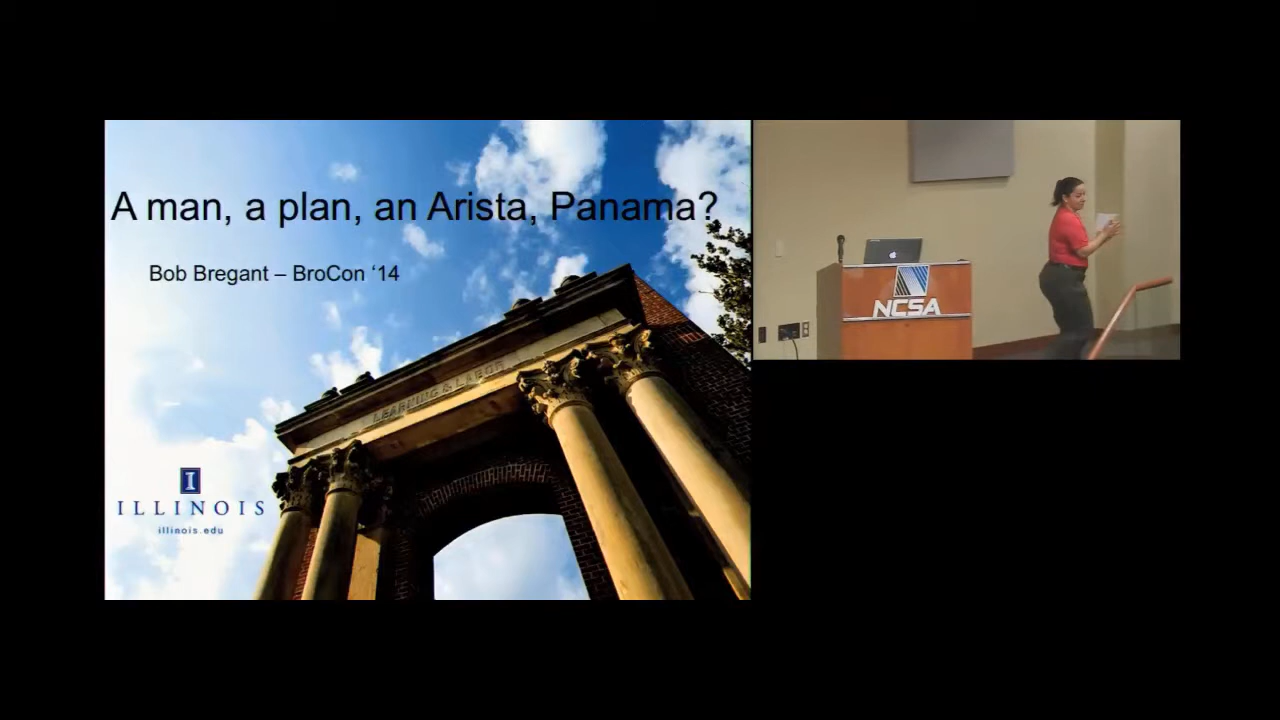 A man, a plan, an Arista, Panama?
Bob Bregant – BroCon ‘14
LEARNING & LABOR
I
ILLINOIS
illinois.edu
NCSA